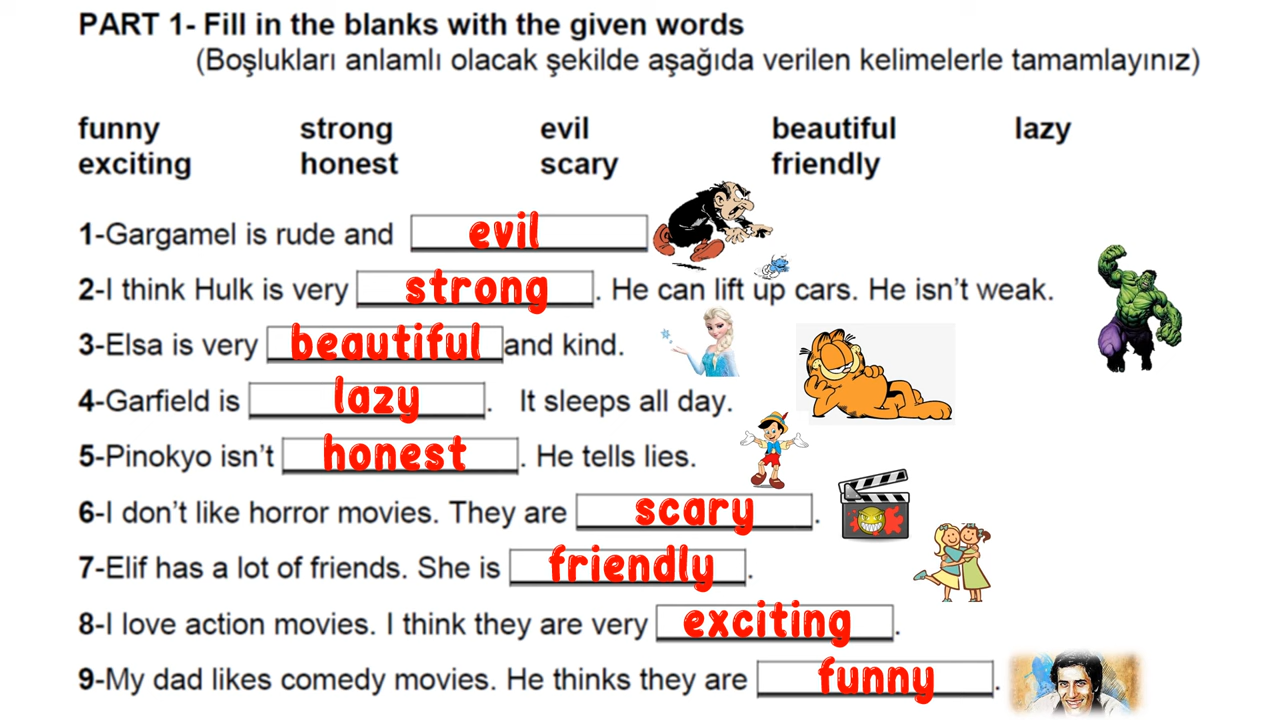 PART 1- Fill in the blanks with the given words
(Boşlukları anlamlı olacak şekilde aşağıda verilen kelimelerle tamamlayınız)
funny strong evil beautiful lazy
exciting honest scary friendly
1-Gargamel is rude and evil
2-I think Hulk is very strong. He can lift up cars. He isn't weak.
3-Elsa is very beautiful and kind.
4-Garfield is lazy. It sleeps all day.
5-Pinokyo isn't honest. He tells lies.
6-I don't like horror movies. They are scary.
7-Elif has a lot of friends. She is friendly.
8-I love action movies. I think they are very exciting.
9-My dad likes comedy movies. He thinks they are funny.